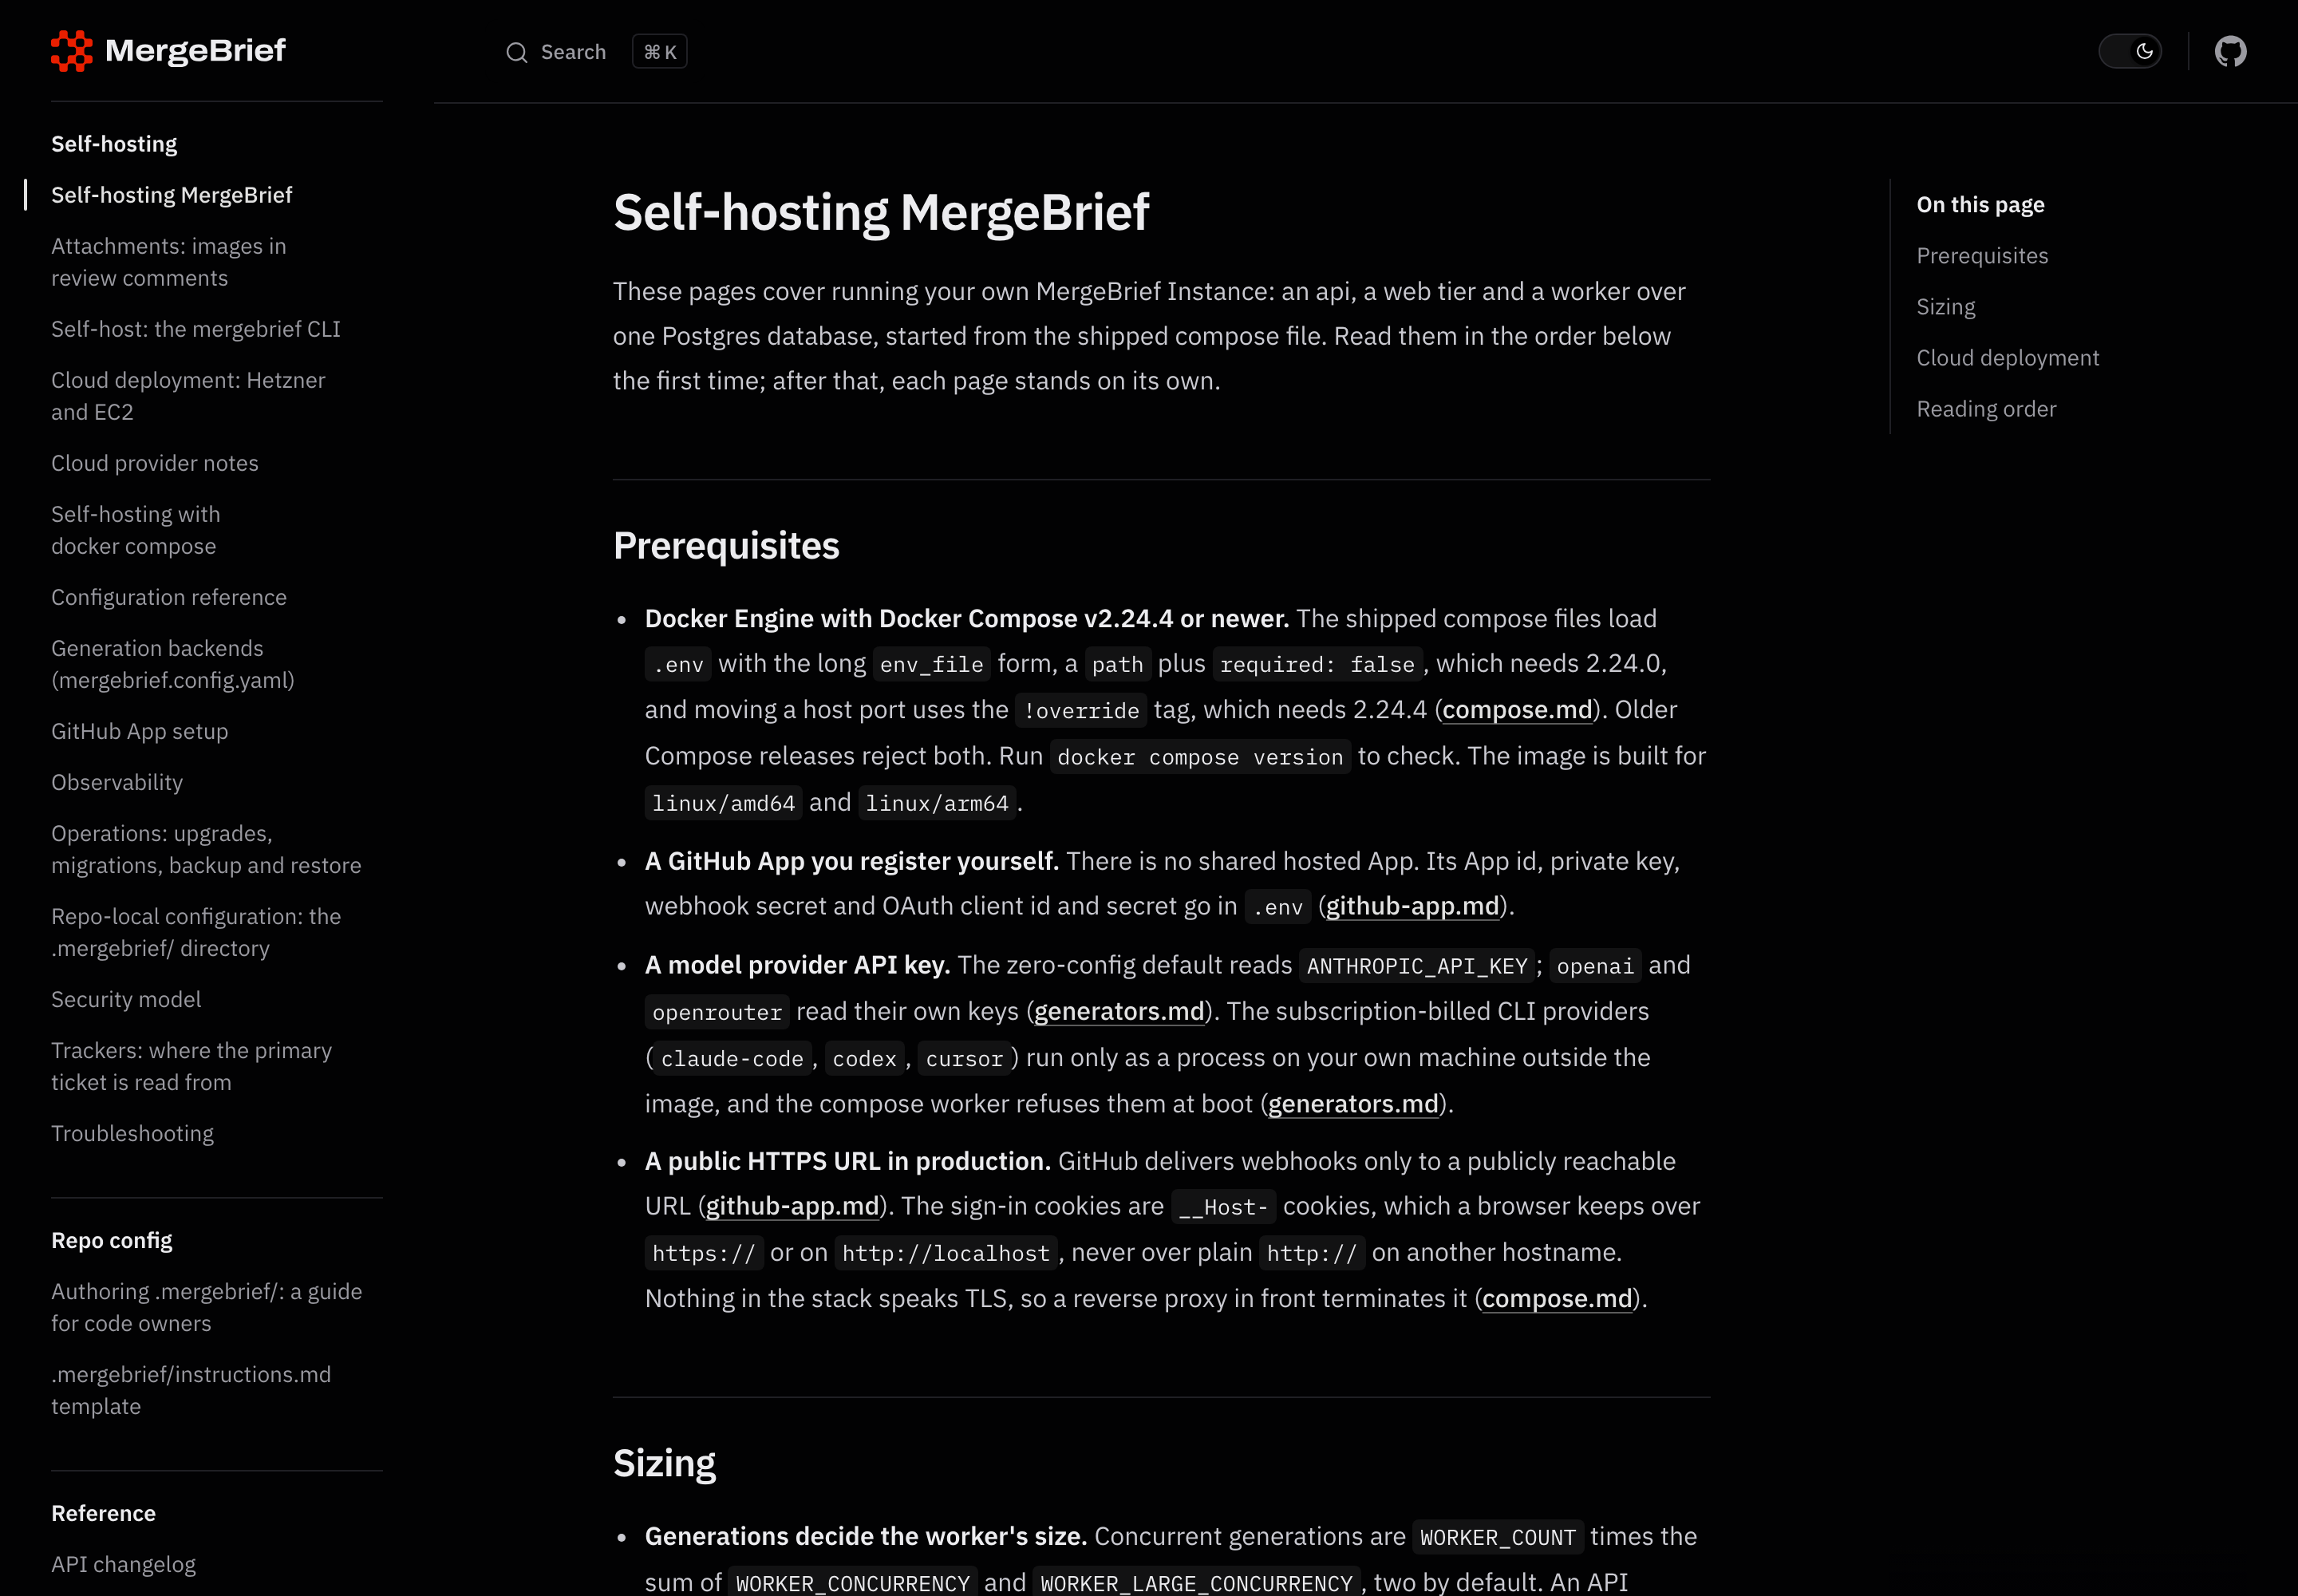 MergeBrief
Search
⌘ K
Self-hosting
Self-hosting MergeBrief
Attachments: images in
review comments
Self-host: the mergebrief CLI
Cloud deployment: Hetzner
and EC2
Cloud provider notes
Self-hosting with
docker compose
Configuration reference
Generation backends
(mergebrief.config.yaml)
GitHub App setup
Observability
Operations: upgrades,
migrations, backup and restore
Repo-local configuration: the
.mergebrief/ directory
Security model
Trackers: where the primary
ticket is read from
Troubleshooting
Repo config
Authoring .mergebrief/: a guide
for code owners
.mergebrief/instructions.md
template
Reference
API changelog
Self-hosting MergeBrief
These pages cover running your own MergeBrief Instance: an api, a web tier and a worker over
one Postgres database, started from the shipped compose file. Read them in the order below
the first time; after that, each page stands on its own.
Prerequisites
• Docker Engine with Docker Compose v2.24.4 or newer. The shipped compose files load
.env with the long env_file form, a path plus required: false, which needs 2.24.0,
and moving a host port uses the !override tag, which needs 2.24.4 (compose.md). Older
Compose releases reject both. Run docker compose version to check. The image is built for
linux/amd64 and linux/arm64.
• A GitHub App you register yourself. There is no shared hosted App. Its App id, private key,
webhook secret and OAuth client id and secret go in .env (github-app.md).
• A model provider API key. The zero-config default reads ANTHROPIC_API_KEY; openai and
openrouter read their own keys (generators.md). The subscription-billed CLI providers
(claude-code, codex, cursor) run only as a process on your own machine outside the
image, and the compose worker refuses them at boot (generators.md).
• A public HTTPS URL in production. GitHub delivers webhooks only to a publicly reachable
URL (github-app.md). The sign-in cookies are __Host- cookies, which a browser keeps over
https:// or on http://localhost, never over plain http:// on another hostname.
Nothing in the stack speaks TLS, so a reverse proxy in front terminates it (compose.md).
Sizing
• Generations decide the worker's size. Concurrent generations are WORKER_COUNT times the
sum of WORKER_CONCURRENCY and WORKER_LARGE_CONCURRENCY, two by default. An API
On this page
Prerequisites
Sizing
Cloud deployment
Reading order